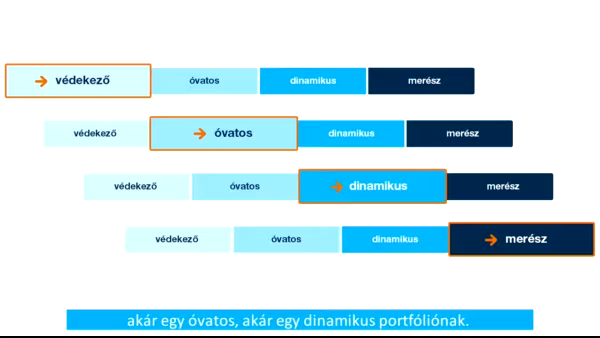 védekező óvatos dinamikus merész
védekező óvatos dinamikus merész
védekező óvatos dinamikus merész
védekező óvatos dinamikus merész
akár egy óvatos, akár egy dinamikus portfóliónak.